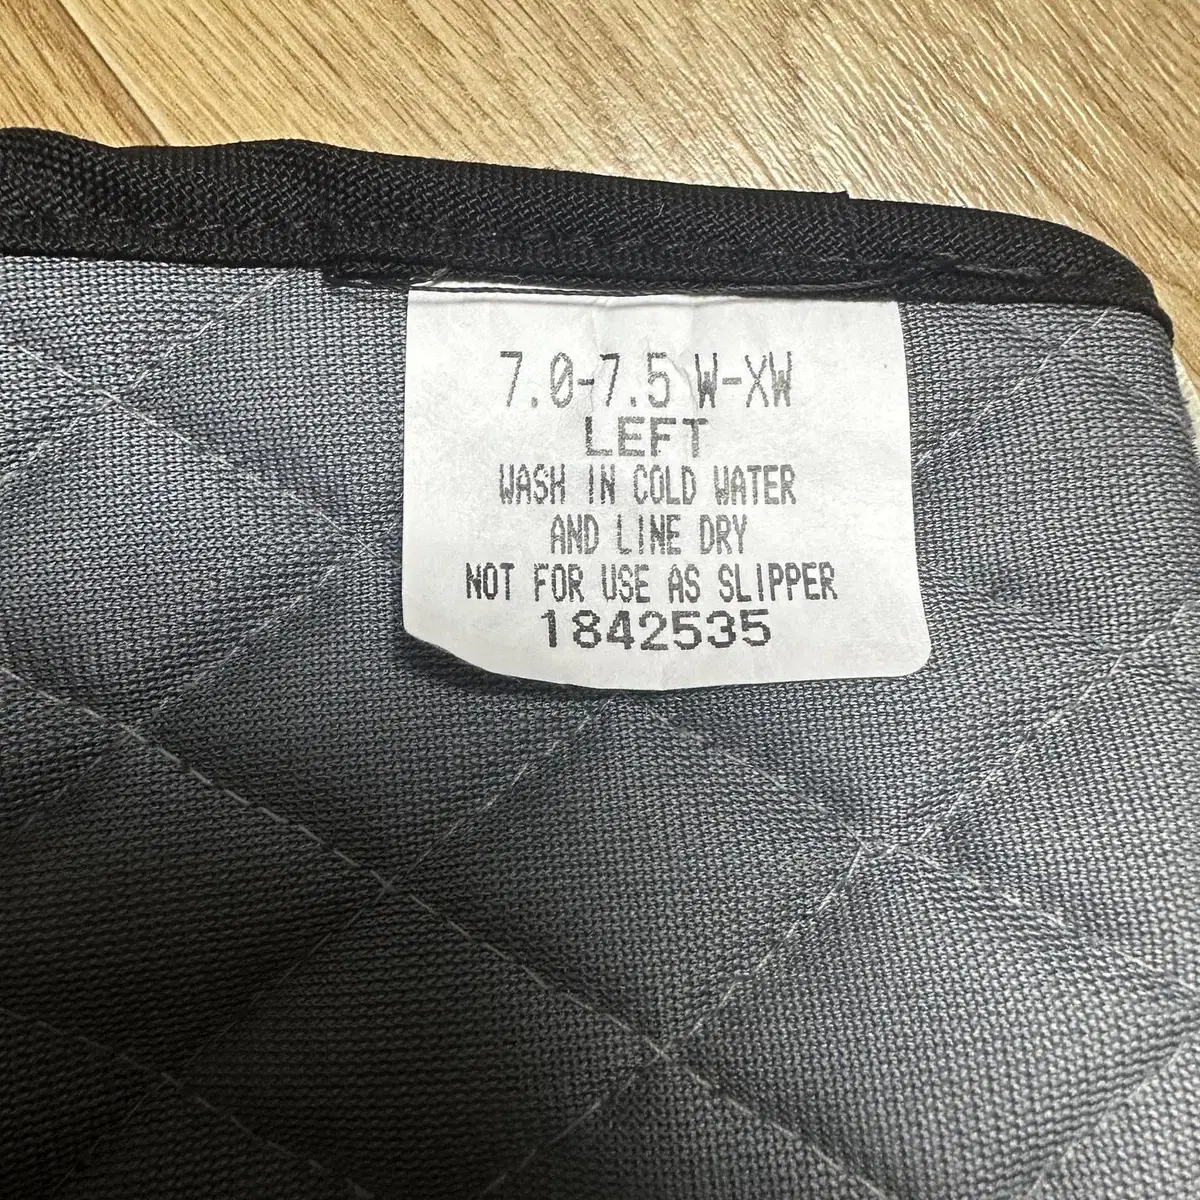 7.0-7.5 W-XW
LEFT
WASH IN COLD WATER
AND LINE DRY
NOT FOR USE AS SLIPPER
1842535